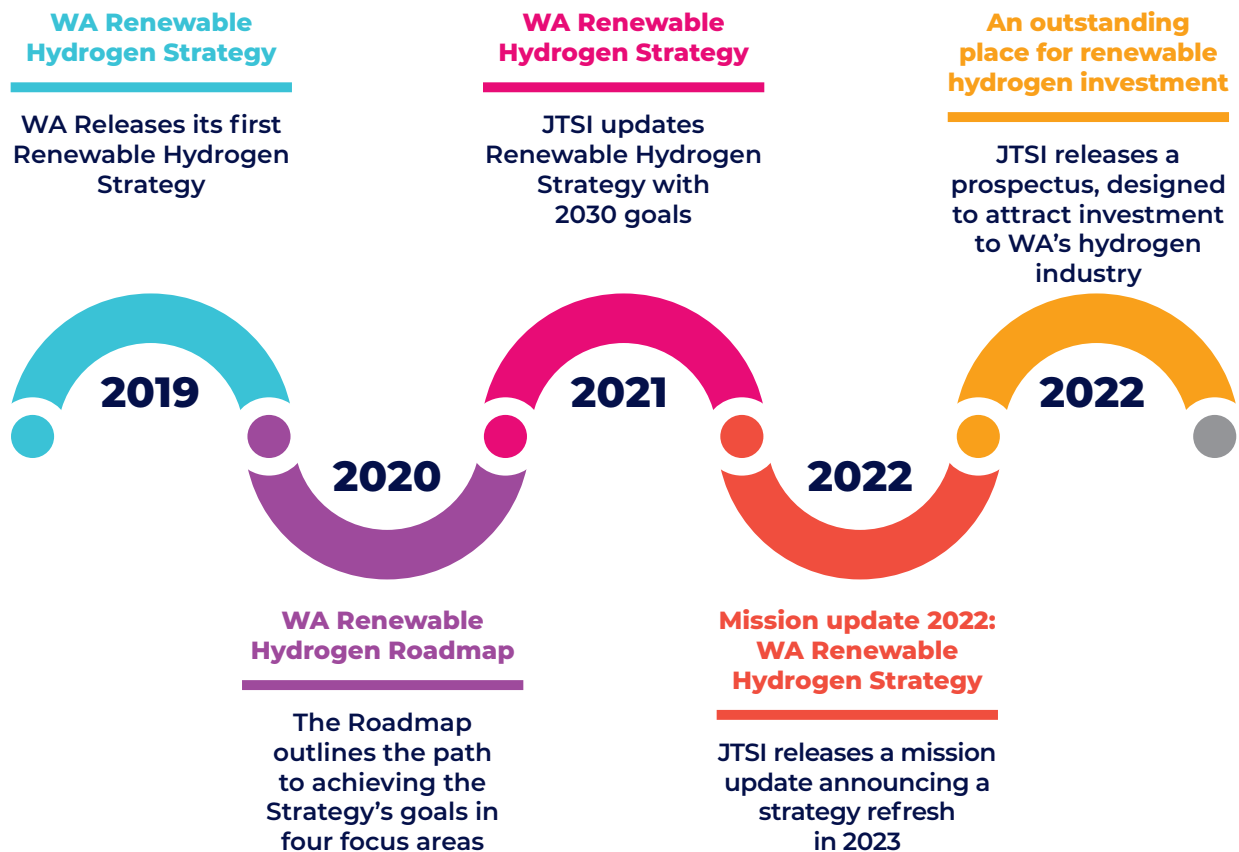 WA Renewable
Hydrogen Strategy
WA Releases its first
Renewable Hydrogen
Strategy
2019
2020
WA Renewable
Hydrogen Roadmap
The Roadmap
outlines the path
to achieving the
Strategy's goals in
four focus areas
WA Renewable
Hydrogen Strategy
JTSI updates
Renewable Hydrogen
Strategy with
2030 goals
2021
2022
Mission update 2022:
WA Renewable
Hydrogen Strategy
JTSI releases a mission
update announcing a
strategy refresh
in 2023
An outstanding
place for renewable
hydrogen investment
JTSI releases a
prospectus, designed
to attract investment
to WA's hydrogen
industry
2022